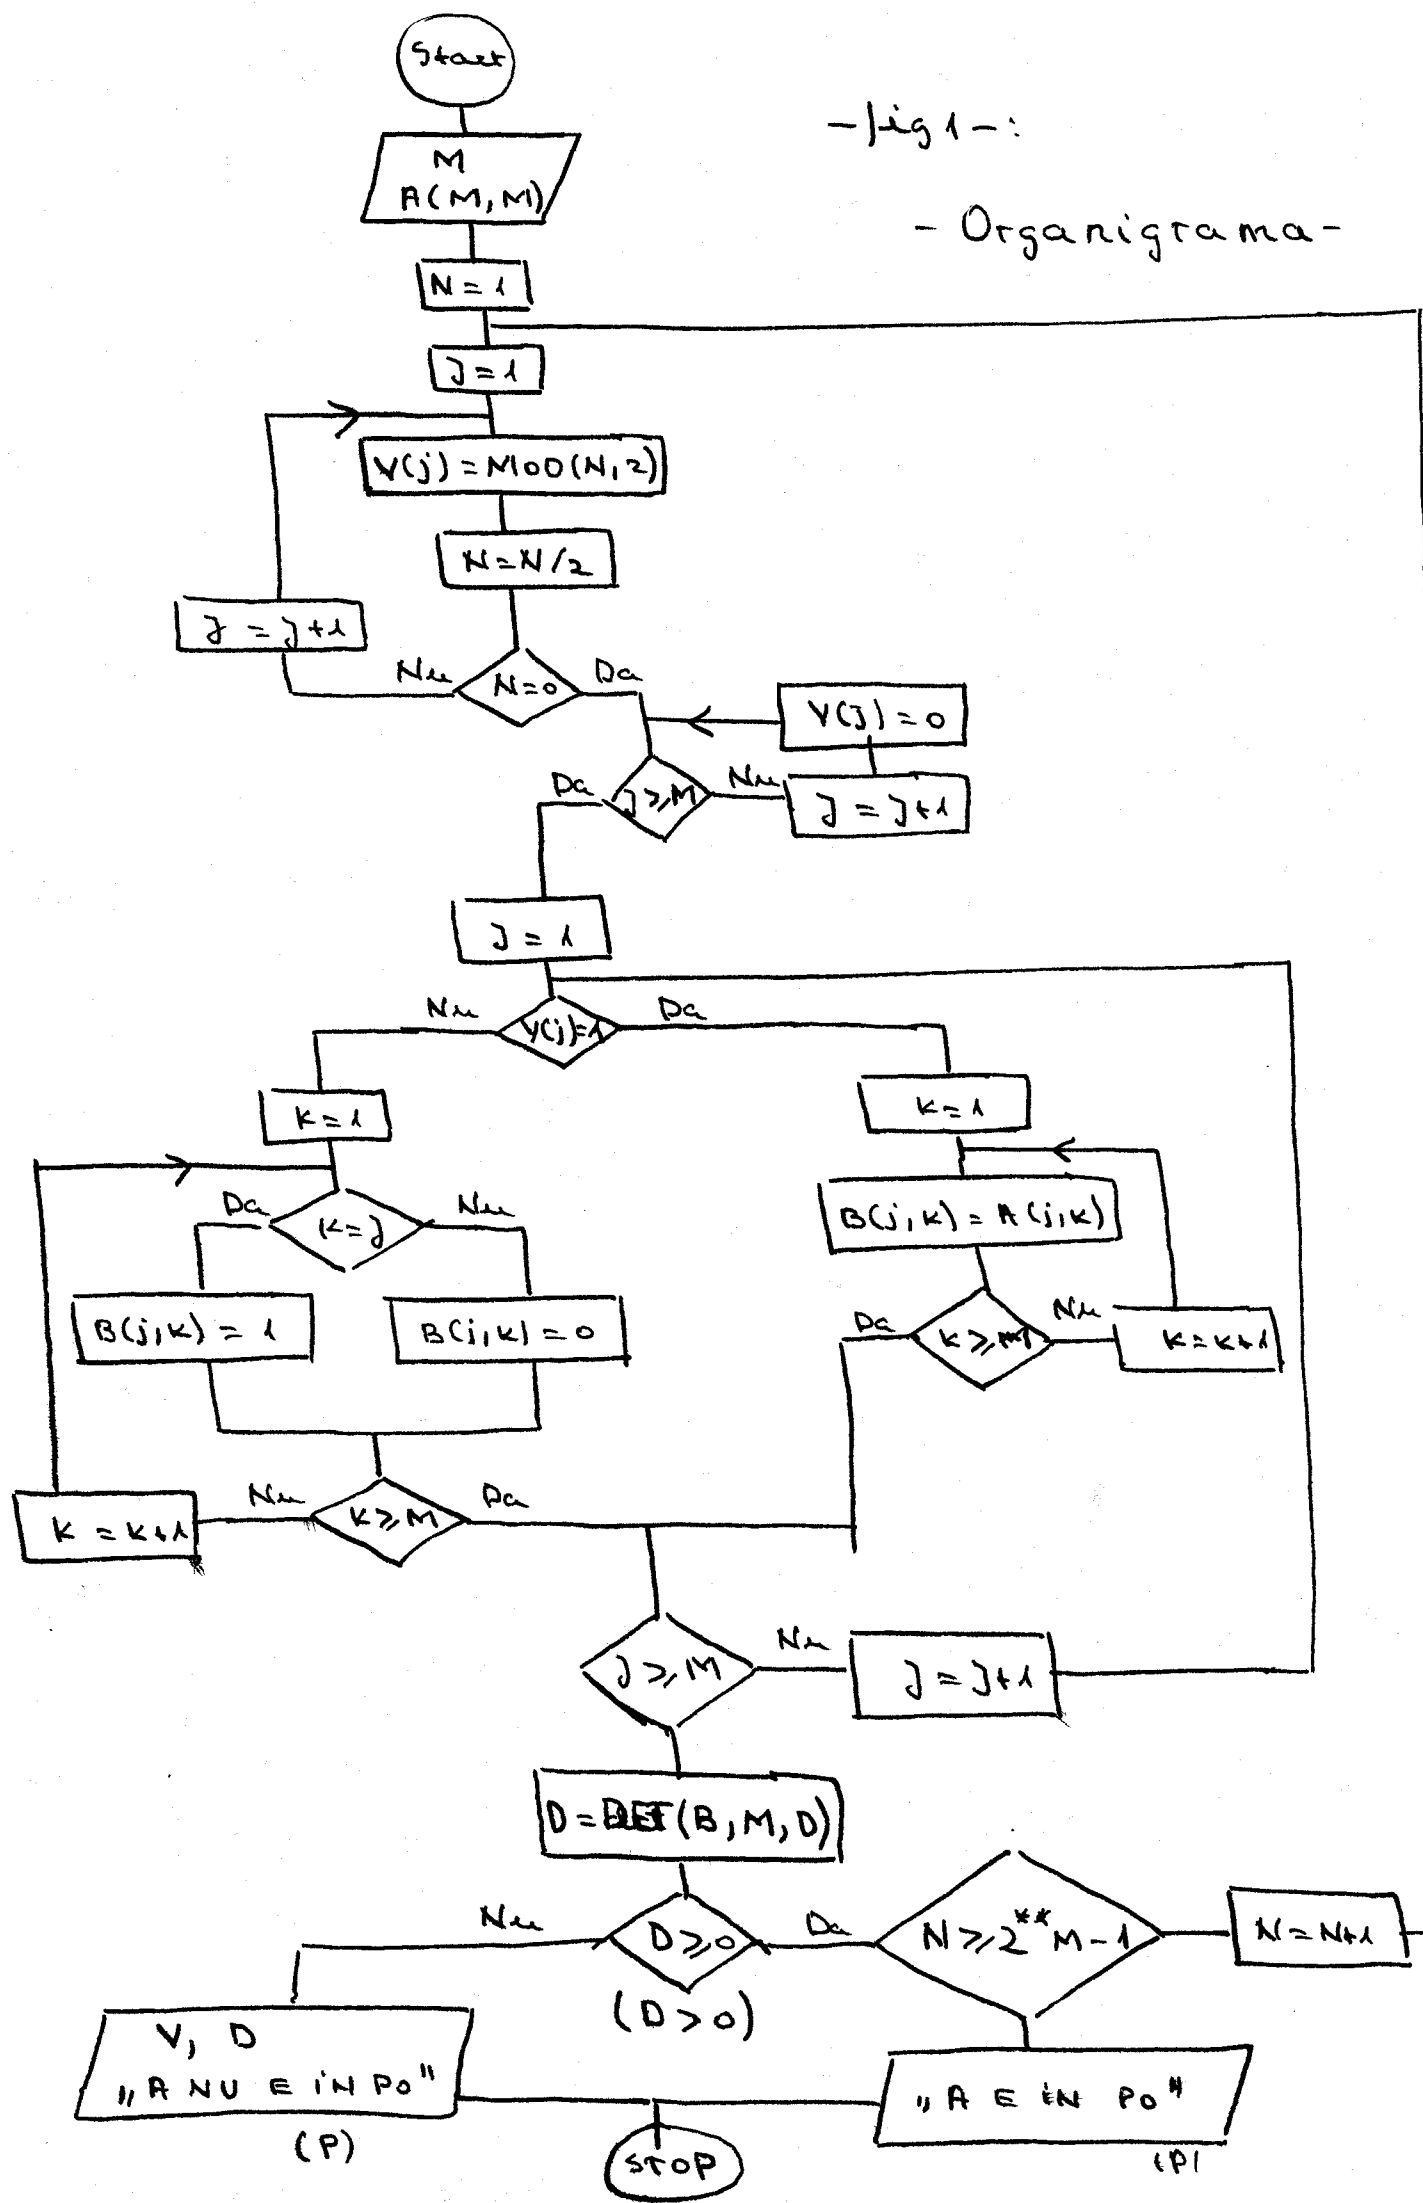 Start
-fig 1-:
M
A(M,M)
- Organigrama-
N = 1
J = 1
V(j) = MOD(N,2)
N = N/2
J = J+1
Nu
N=0
Da
V(J) = 0
Da
J ≥ M
Nu
J = J+1
J = 1
Nu
V(j)=1
Da
K = 1
K = 1
Da
K = J
Nu
B(j,K) = A(j,K)
B(j,K) = 1
B(j,K) = 0
Da
K ≥ M
Nu
K = K+1
K = K+1
Nu
K ≥ M
Da
J ≥ M
Nu
J = J+1
D = DET (B, M, D)
Nu
D ≥ 0
Da
N ≥ 2**M-1
N = N+1
(D > 0)
V, D
„A NU E IN P0"
(P)
„A E IN P0"
(P)
STOP